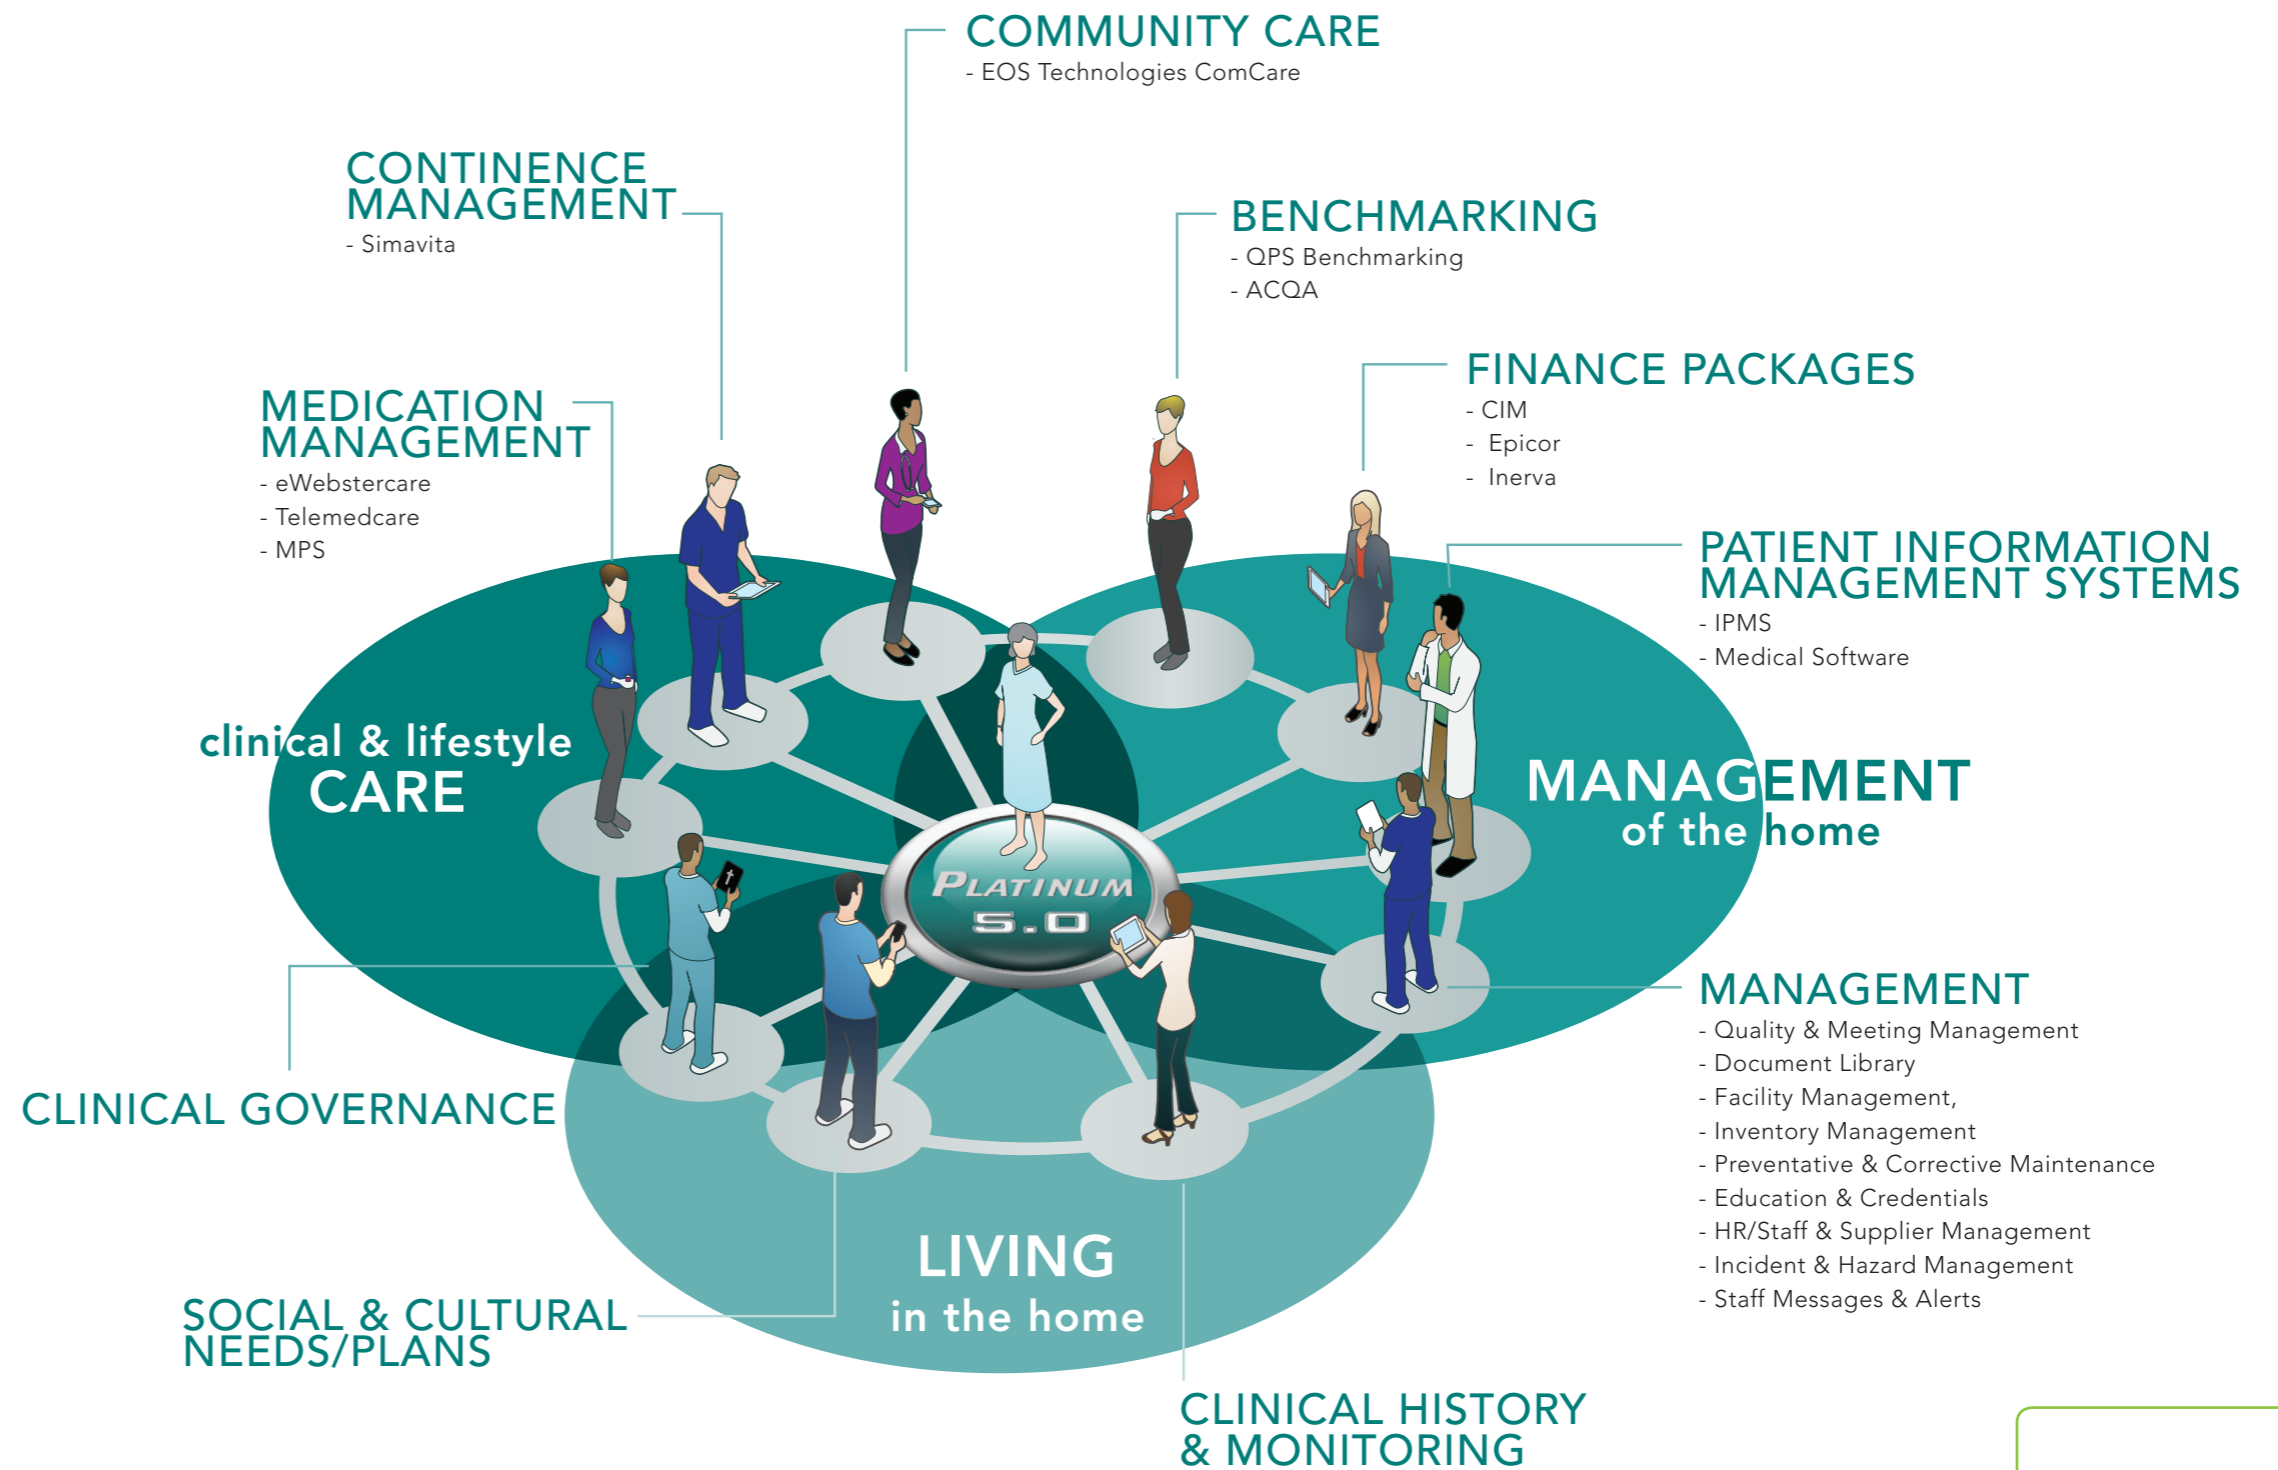 COMMUNITY CARE
- EOS Technologies ComCare
CONTINENCE
MANAGEMENT
- Simavita
BENCHMARKING
- QPS Benchmarking
- ACQA
FINANCE PACKAGES
- CIM
- Epicor
- Inerva
MEDICATION
MANAGEMENT
- eWebstercare
- Telemedcare
- MPS
PATIENT INFORMATION
MANAGEMENT SYSTEMS
- IPMS
- Medical Software
clinical & lifestyle
CARE
MANAGEMENT
of the home
PLATINUM
5.0
MANAGEMENT
- Quality & Meeting Management
- Document Library
- Facility Management,
- Inventory Management
- Preventative & Corrective Maintenance
- Education & Credentials
- HR/Staff & Supplier Management
- Incident & Hazard Management
- Staff Messages & Alerts
CLINICAL GOVERNANCE
LIVING
in the home
SOCIAL & CULTURAL
NEEDS/PLANS
CLINICAL HISTORY
& MONITORING